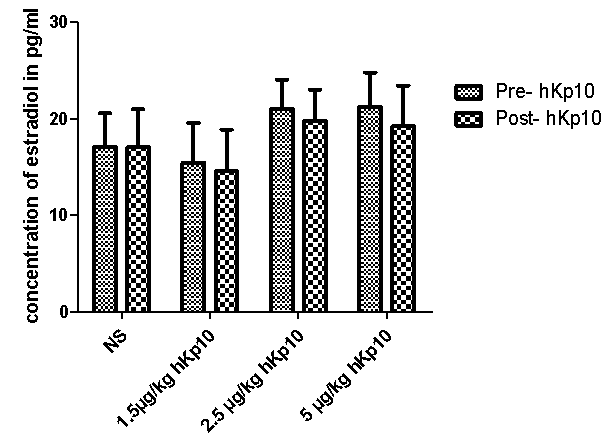 concentration of estradiol in pg/ml
30
20
10
0
NS
1.5µg/kg hKp10
2.5 µg/kg hKp10
5 µg/kg hKp10
Pre- hKp10
Post- hKp10